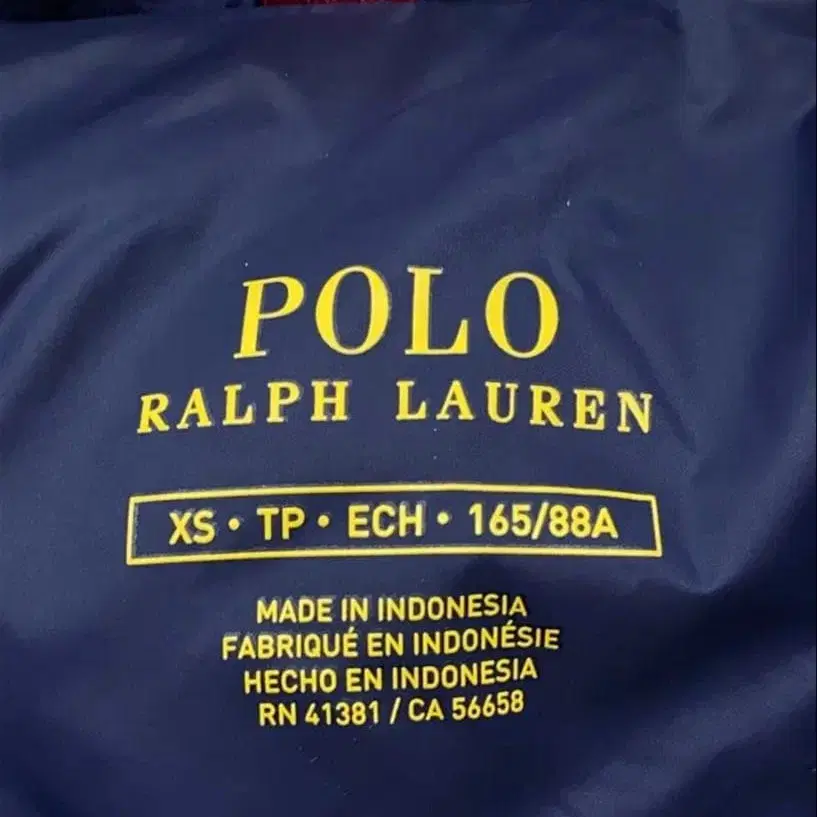 POLO
RALPH LAUREN
XS • TP • ECH • 165/88A
MADE IN INDONESIA
FABRIQUÉ EN INDONÉSIE
HECHO EN INDONESIA
RN 41381 / CA 56658